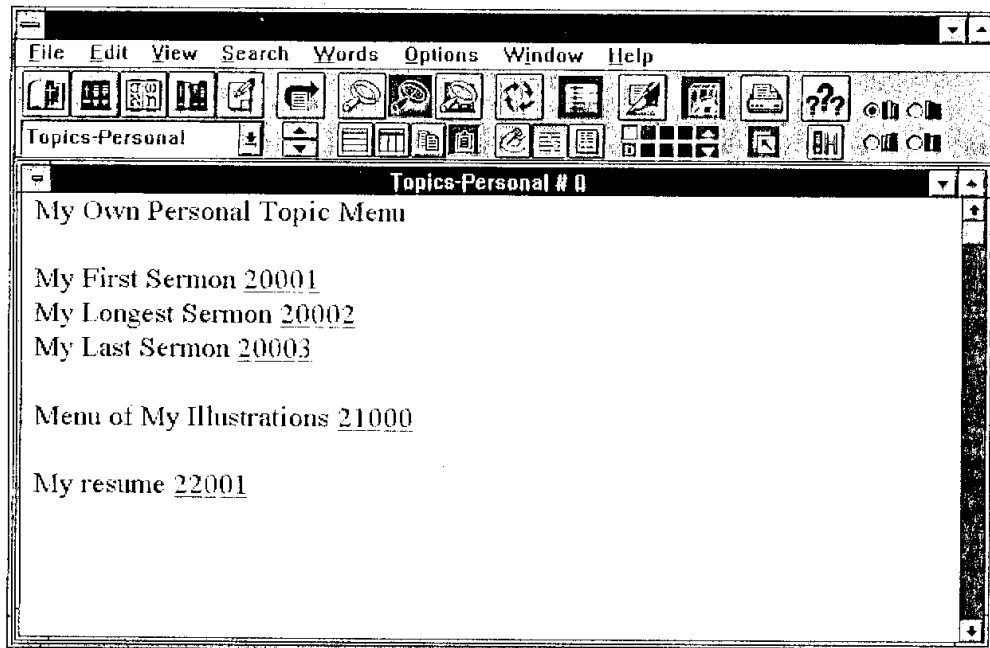 File Edit View Search Words Options Window Help
???
Topics-Personal
BH
D
Topics-Personal # 0
My Own Personal Topic Menu
My First Sermon 20001
My Longest Sermon 20002
My Last Sermon 20003
Menu of My Illustrations 21000
My resume 22001